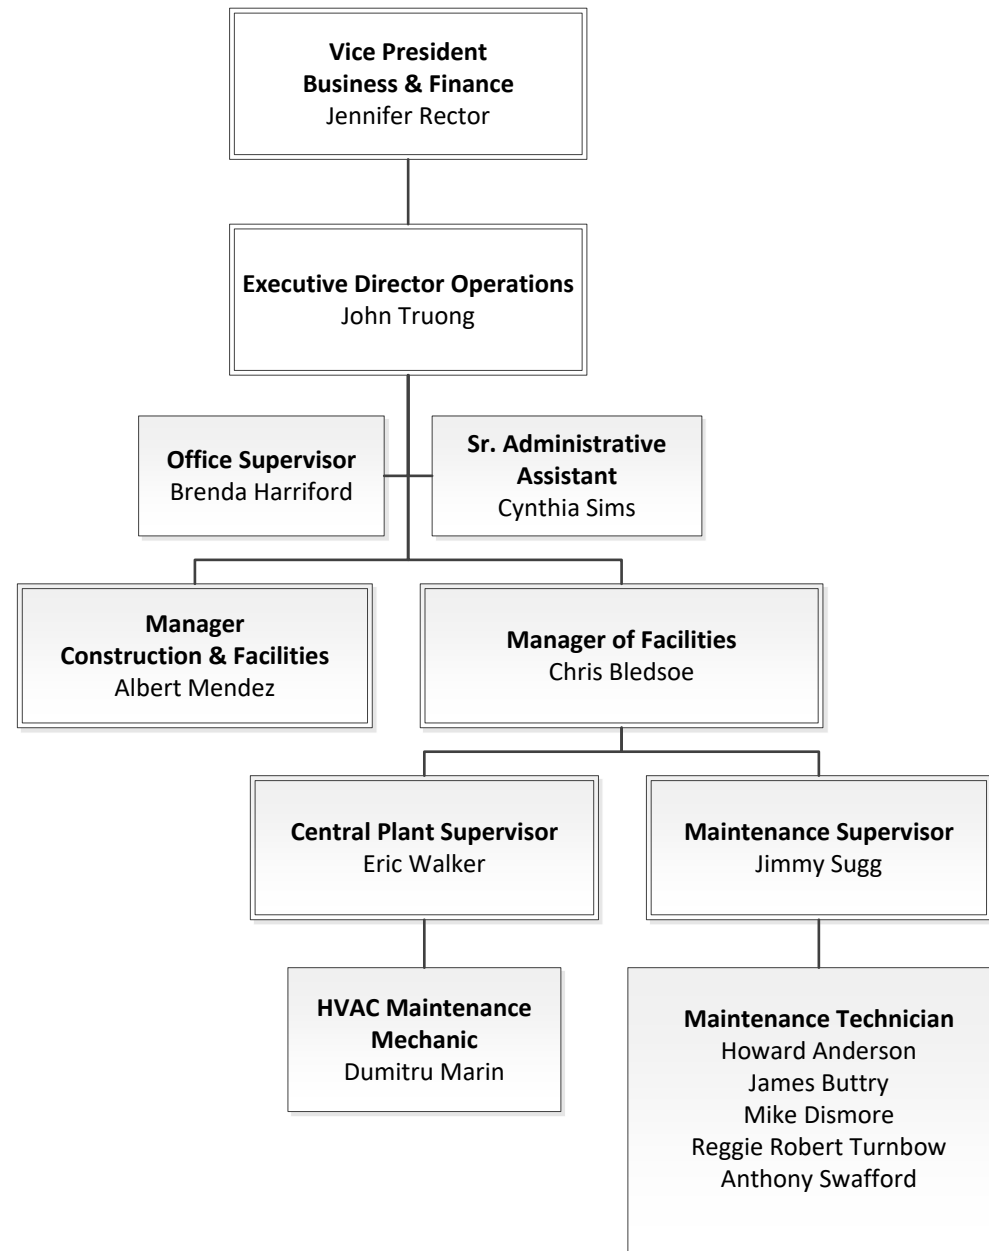 Vice President
Business & Finance
Jennifer Rector
Executive Director Operations
John Truong
Office Supervisor
Brenda Harriford
Sr. Administrative
Assistant
Cynthia Sims
Manager
Construction & Facilities
Albert Mendez
Manager of Facilities
Chris Bledsoe
Central Plant Supervisor
Eric Walker
Maintenance Supervisor
Jimmy Sugg
HVAC Maintenance
Mechanic
Dumitru Marin
Maintenance Technician
Howard Anderson
James Buttry
Mike Dismore
Reggie Robert Turnbow
Anthony Swafford